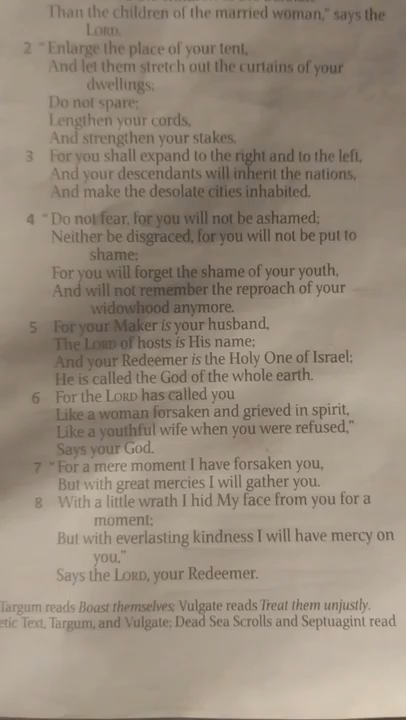 Than the children of the married woman," says the
LORD.
2 "Enlarge the place of your tent,
And let them stretch out the curtains of your
dwellings;
Do not spare;
Lengthen your cords,
And strengthen your stakes.
3 For you shall expand to the right and to the left,
And your descendants will inherit the nations,
And make the desolate cities inhabited.
4 "Do not fear, for you will not be ashamed;
Neither be disgraced, for you will not be put to
shame;
For you will forget the shame of your youth,
And will not remember the reproach of your
widowhood anymore.
5 For your Maker is your husband,
The LORD of hosts is His name;
And your Redeemer is the Holy One of Israel;
He is called the God of the whole earth.
6 For the LORD has called you
Like a woman forsaken and grieved in spirit,
Like a youthful wife when you were refused,"
Says your God.
7 "For a mere moment I have forsaken you,
But with great mercies I will gather you.
8 With a little wrath I hid My face from you for a
moment;
But with everlasting kindness I will have mercy on
you,"
Says the LORD, your Redeemer.
Targum reads Boast themselves; Vulgate reads Treat them unjustly.
etic Text, Targum, and Vulgate; Dead Sea Scrolls and Septuagint read